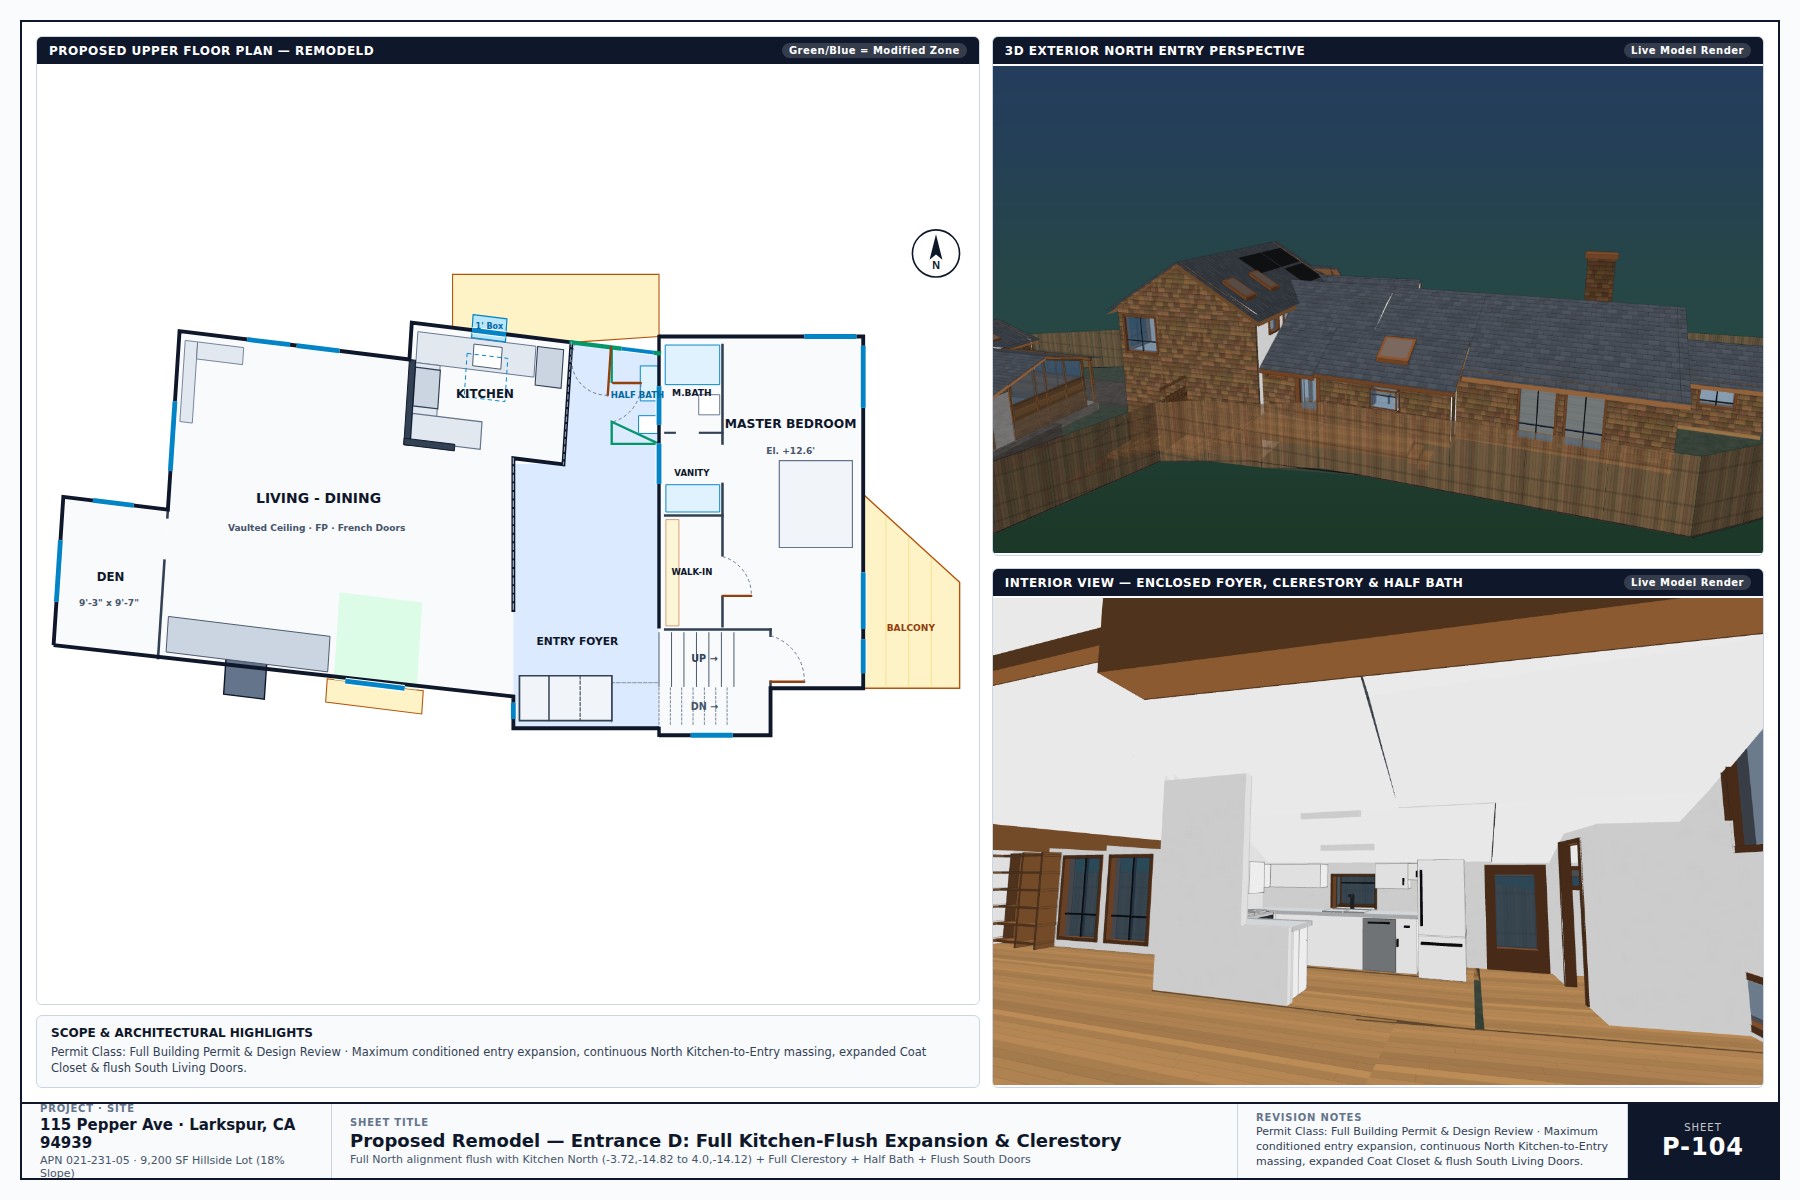 PROPOSED UPPER FLOOR PLAN — REMODELD
Green/Blue = Modified Zone
N
1' Box
KITCHEN
HALF BATH
M.BATH
MASTER BEDROOM
El. +12.6'
VANITY
LIVING - DINING
Vaulted Ceiling · FP · French Doors
DEN
9'-3" x 9'-7"
WALK-IN
ENTRY FOYER
UP →
DN →
BALCONY
SCOPE & ARCHITECTURAL HIGHLIGHTS
Permit Class: Full Building Permit & Design Review · Maximum conditioned entry expansion, continuous North Kitchen-to-Entry massing, expanded Coat
Closet & flush South Living Doors.
3D EXTERIOR NORTH ENTRY PERSPECTIVE
Live Model Render
INTERIOR VIEW — ENCLOSED FOYER, CLERESTORY & HALF BATH
Live Model Render
PROJECT · SITE
115 Pepper Ave · Larkspur, CA
94939
APN 021-231-05 · 9,200 SF Hillside Lot (18%
Slope)
SHEET TITLE
Proposed Remodel — Entrance D: Full Kitchen-Flush Expansion & Clerestory
Full North alignment flush with Kitchen North (-3.72,-14.82 to 4.0,-14.12) + Full Clerestory + Half Bath + Flush South Doors
REVISION NOTES
Permit Class: Full Building Permit & Design Review · Maximum
conditioned entry expansion, continuous North Kitchen-to-Entry
massing, expanded Coat Closet & flush South Living Doors.
SHEET
P-104